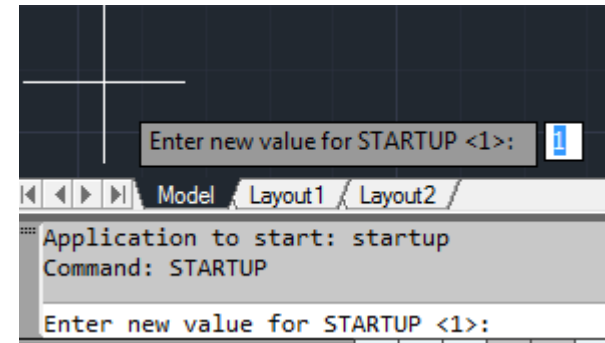 Enter new value for STARTUP <1>: 1
Model Layout1 Layout2
Application to start: startup
Command: STARTUP
Enter new value for STARTUP <1>: